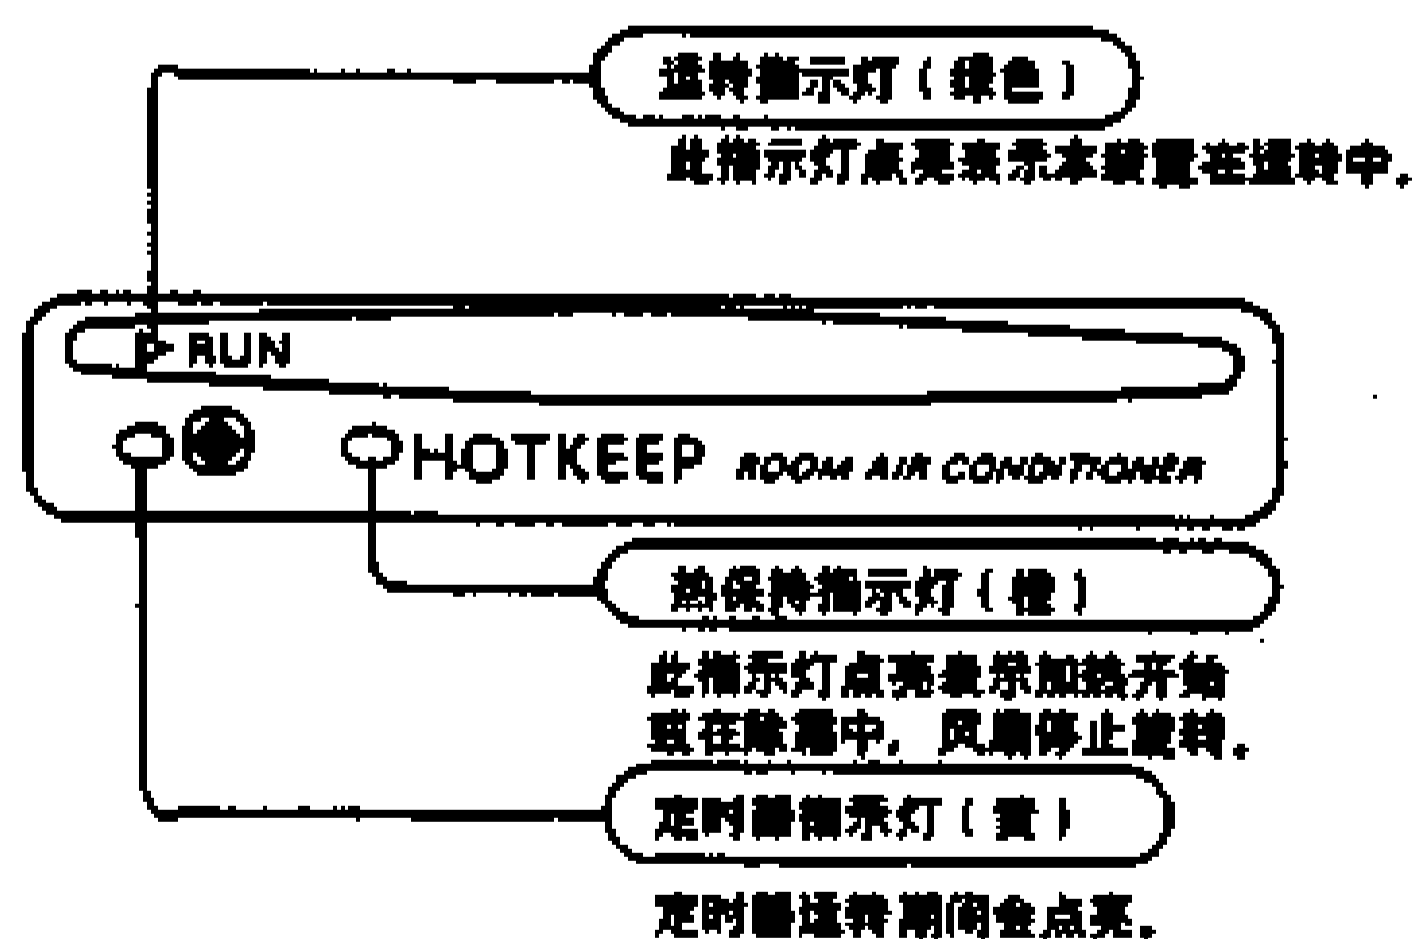 运转指示灯(绿色)
此指示灯点亮表示本装置在运转中。
RUN
HOTKEEP ROOM AIR CONDITIONER
热保持指示灯(橙)
此指示灯点亮表示加热开始
或在除霜中, 风扇停止旋转。
定时器指示灯(黄)
定时器运转期间会点亮。